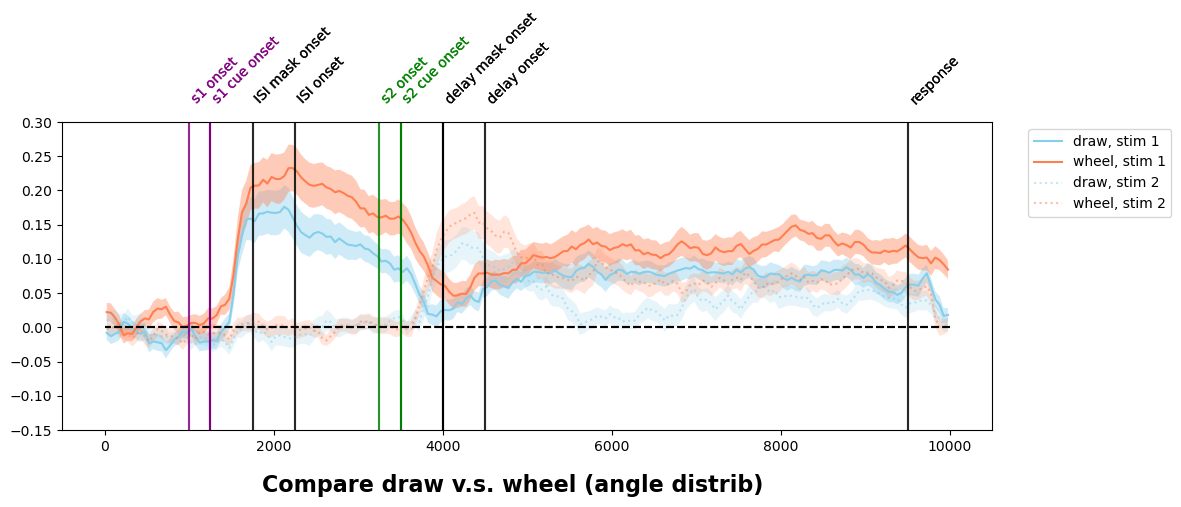 s1 onset
s1 cue onset
ISI mask onset
ISI onset
s2 onset
s2 cue onset
delay mask onset
delay onset
response
0.30
0.25
0.20
0.15
0.10
0.05
0.00
−0.05
−0.10
−0.15
0
2000
4000
6000
8000
10000
draw, stim 1
wheel, stim 1
draw, stim 2
wheel, stim 2
Compare draw v.s. wheel (angle distrib)